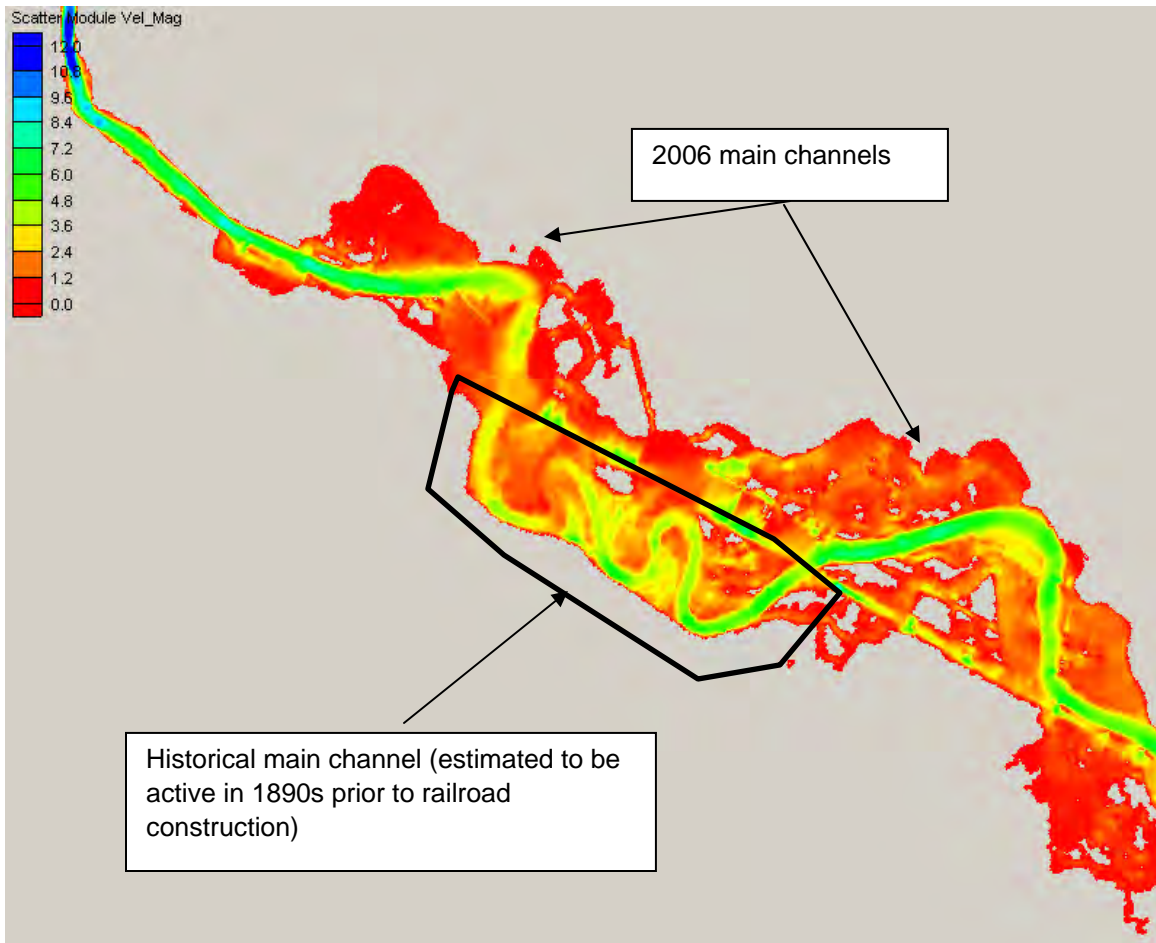 Scatter Module Vel_Mag
12.0
10.8
9.6
8.4
7.2
6.0
4.8
3.6
2.4
1.2
0.0
2006 main channels
Historical main channel (estimated to be
active in 1890s prior to railroad
construction)